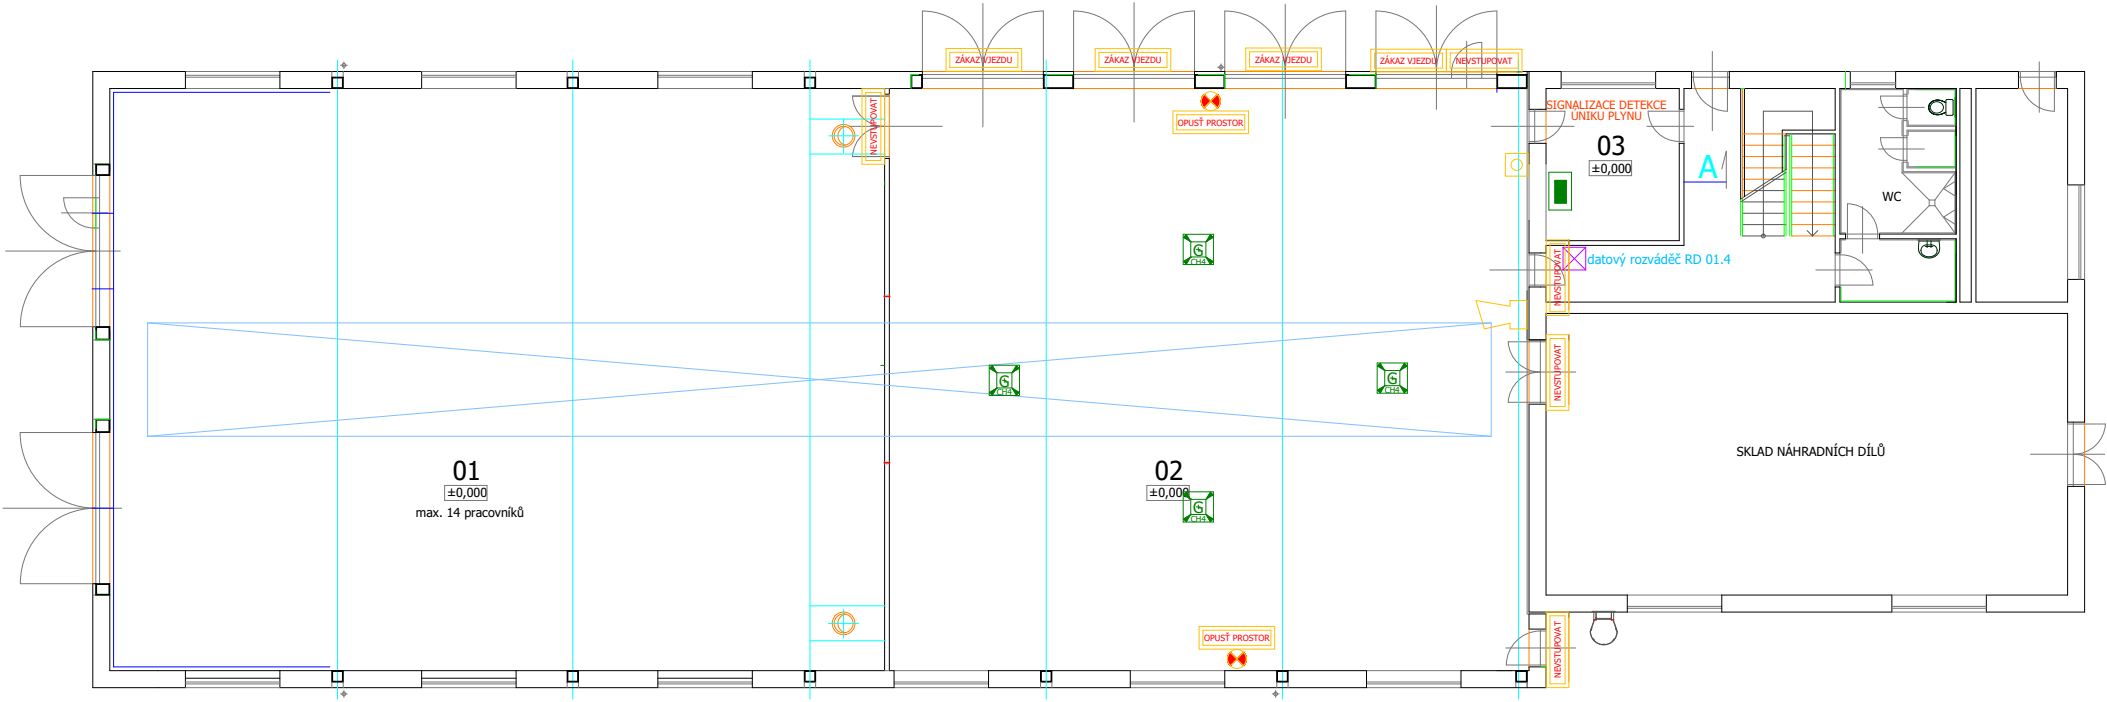 ZÁKAZ VJEZDU
ZÁKAZ VJEZDU
ZÁKAZ VJEZDU
ZÁKAZ VJEZDU
NEVSTUPOVAT
NEVSTUPOVAT
OPUSŤ PROSTOR
SIGNALIZACE DETEKCE
ÚNIKU PLYNU
03
±0,000
A
WC
G
CH4
NEVSTUPOVAT
datový rozváděč RD 01.4
G
CH4
G
CH4
NEVSTUPOVAT
SKLAD NÁHRADNÍCH DÍLŮ
01
±0,000
max. 14 pracovníků
02
±0,000
G
CH4
OPUSŤ PROSTOR
NEVSTUPOVAT